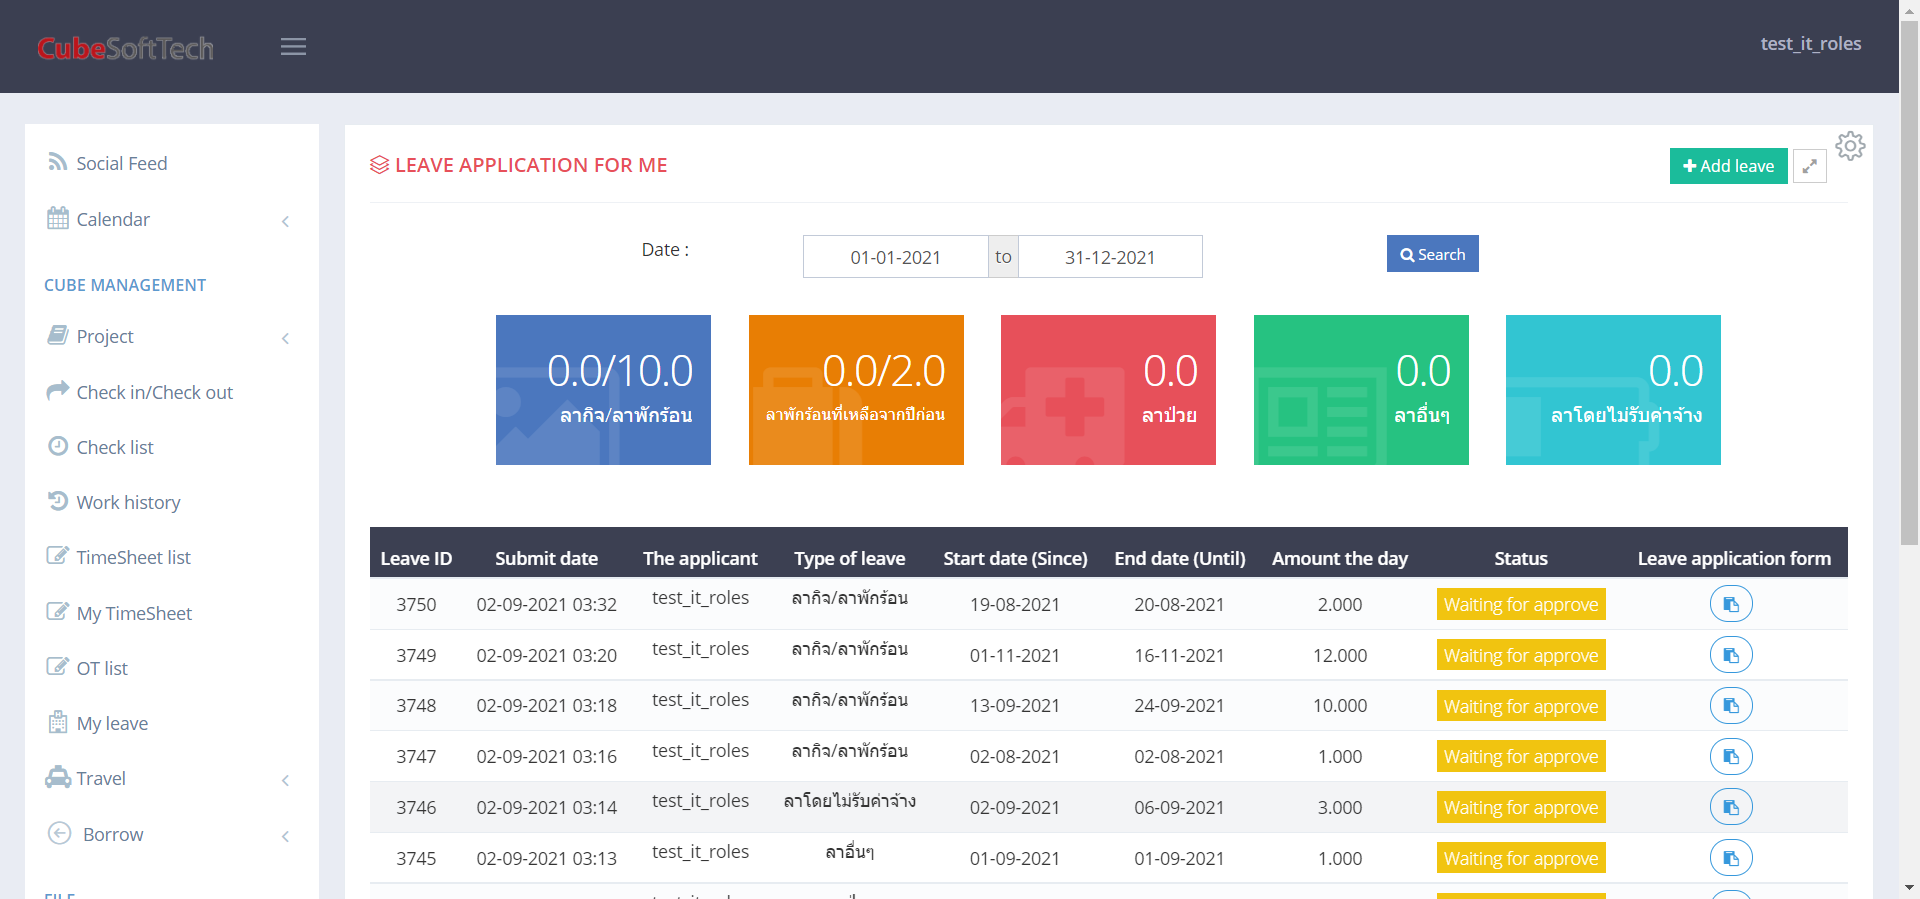 CubeSoftTech
test_it_roles
Social Feed
Calendar
CUBE MANAGEMENT
Project
Check in/Check out
Check list
Work history
TimeSheet list
My TimeSheet
OT list
My leave
Travel
Borrow
LEAVE APPLICATION FOR ME
Add leave
Date :
01-01-2021 to 31-12-2021
Search
0.0/10.0
ลากิจ/ลาพักร้อน
0.0/2.0
ลาพักร้อนที่เหลือจากปีก่อน
0.0
ลาป่วย
0.0
ลาอื่นๆ
0.0
ลาโดยไม่รับค่าจ้าง
Leave ID Submit date The applicant Type of leave Start date (Since) End date (Until) Amount the day Status Leave application form
3750 02-09-2021 03:32 test_it_roles ลากิจ/ลาพักร้อน 19-08-2021 20-08-2021 2.000 Waiting for approve
3749 02-09-2021 03:20 test_it_roles ลากิจ/ลาพักร้อน 01-11-2021 16-11-2021 12.000 Waiting for approve
3748 02-09-2021 03:18 test_it_roles ลากิจ/ลาพักร้อน 13-09-2021 24-09-2021 10.000 Waiting for approve
3747 02-09-2021 03:16 test_it_roles ลากิจ/ลาพักร้อน 02-08-2021 02-08-2021 1.000 Waiting for approve
3746 02-09-2021 03:14 test_it_roles ลาโดยไม่รับค่าจ้าง 02-09-2021 06-09-2021 3.000 Waiting for approve
3745 02-09-2021 03:13 test_it_roles ลาอื่นๆ 01-09-2021 01-09-2021 1.000 Waiting for approve